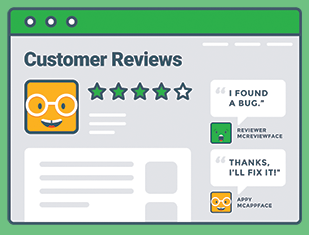 Customer Reviews
“I FOUND
A BUG.”
REVIEWER
MCREVIEWFACE
“THANKS,
I'LL FIX IT!”
APPY
MCAPPFACE